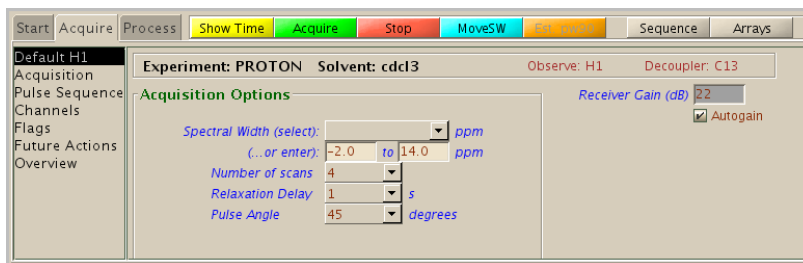 Start Acquire Process Show Time Acquire Stop MoveSW Est. pw90 Sequence Arrays
Default H1
Acquisition
Pulse Sequence
Channels
Flags
Future Actions
Overview
Experiment: PROTON Solvent: cdcl3 Observe: H1 Decoupler: C13
Acquisition Options
Spectral Width (select): ppm
(...or enter): -2.0 to 14.0 ppm
Number of scans 4
Relaxation Delay 1 s
Pulse Angle 45 degrees
Receiver Gain (dB) 22
Autogain